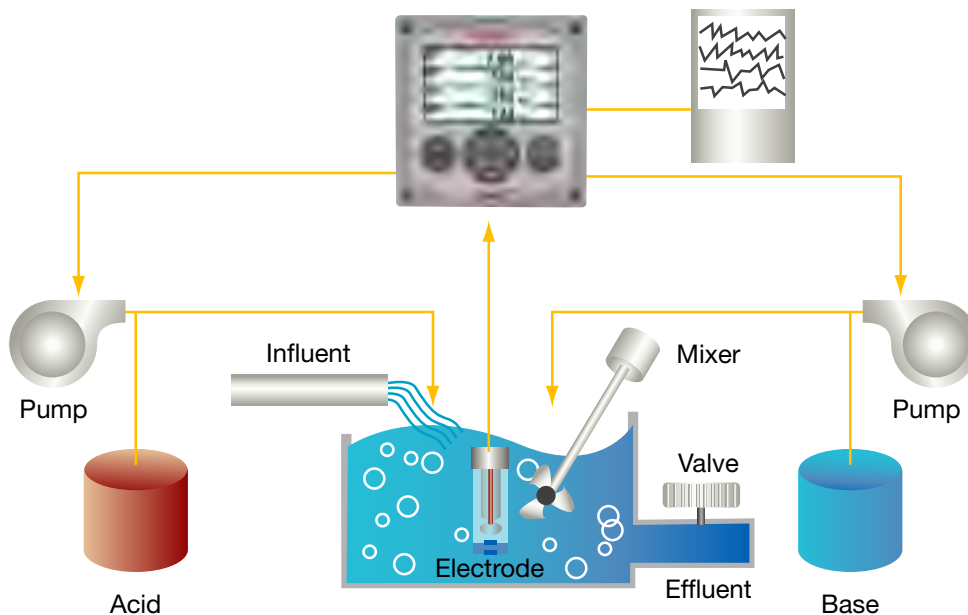 Influent
Mixer
Pump
Pump
Valve
Electrode
Effluent
Acid
Base